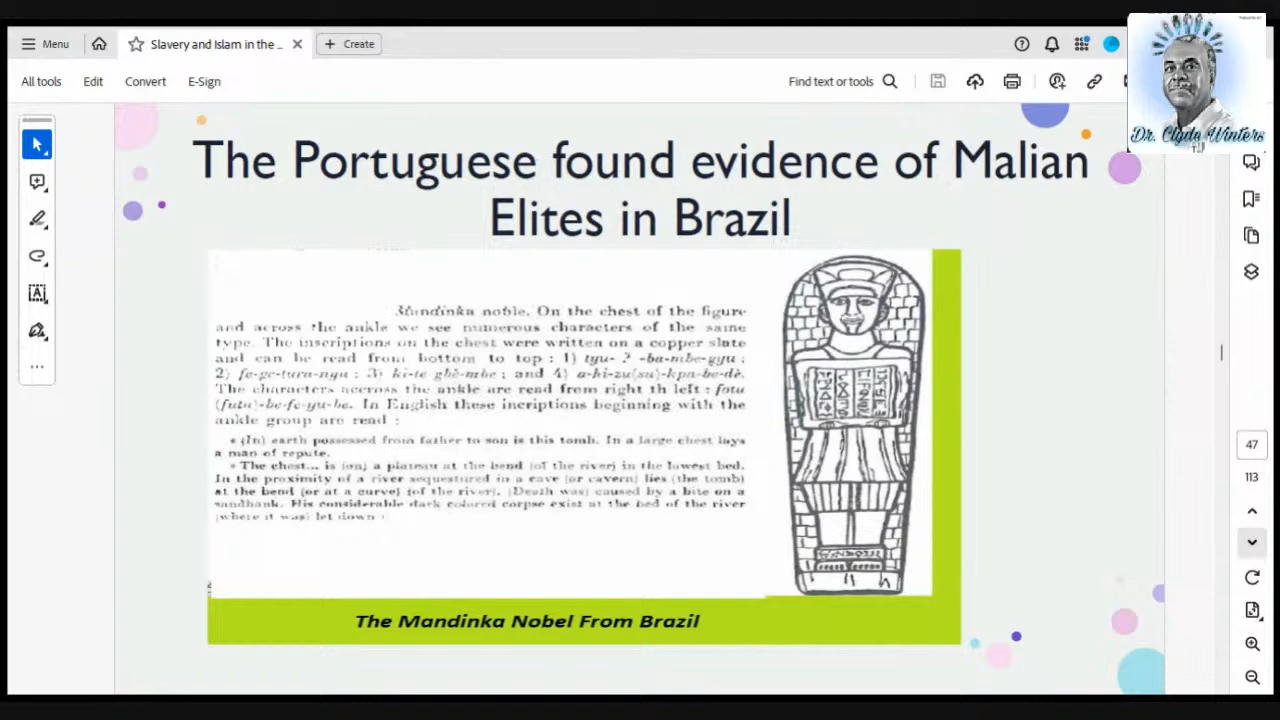 Menu
Slavery and Islam in the ...
Create
All tools
Edit
Convert
E-Sign
Find text or tools
Dr. Clyde Winters
The Portuguese found evidence of Malian
Elites in Brazil
Mandinka noble. On the chest of the figure
and across the ankle we see numerous characters of the same
type. The inscriptions on the chest were written on a copper slate
and can be read from bottom to top : 1) tyu- ? -ba-mbe-gyu ;
2) fe-ge-tura-nyu ; 3) ki-te gbè-mbe ; and 4) a-ki-zu(su)-kpa-be-dè.
The characters accross the ankle are read from right th left : fotu
(futu)-be-fe-yu-be. In English these incriptions beginning with the
ankle group are read :
« (In) earth possessed from father to son is this tomb. In a large chest lays
a man of repute.
« The chest... is (on) a plateau at the bend (of the river) in the lowest bed.
In the proximity of a river sequestured in a cave (or cavern) lies (the tomb)
at the bend (or at a curve) (of the river). (Death was) caused by a bite on a
sandbank. His considerable dark colored corpse exist at the bed of the river
(where it was) let down
The Mandinka Nobel From Brazil
47
113